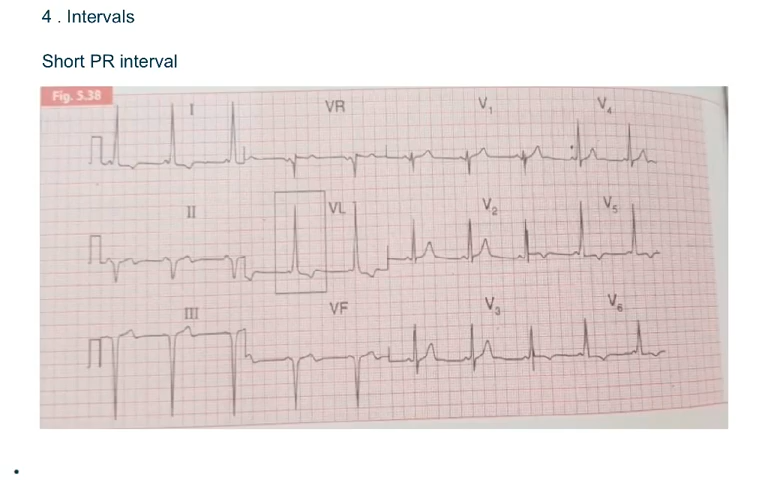 4 . Intervals
Short PR interval
Fig. 5.38
I VR V₁ V₄
II VL V₂ V₅
III VF V₃ V₆